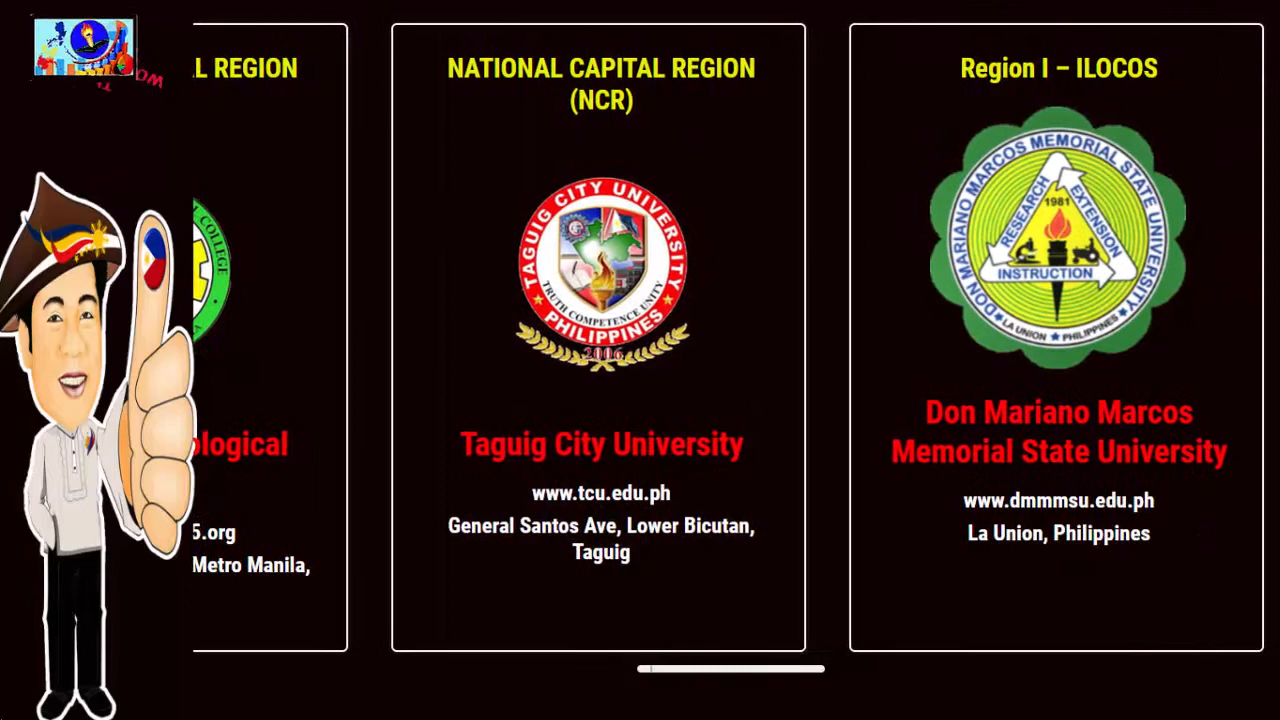 L REGION
ological
5.org
Metro Manila,
NATIONAL CAPITAL REGION
(NCR)
TAGUIG CITY UNIVERSITY
TRUTH COMPETENCE UNITY
PHILIPPINES
2006
Taguig City University
www.tcu.edu.ph
General Santos Ave, Lower Bicutan,
Taguig
Region I – ILOCOS
DON MARIANO MARCOS MEMORIAL STATE UNIVERSITY
1981
RESEARCH
EXTENSION
INSTRUCTION
LA UNION ★ PHILIPPINES
Don Mariano Marcos
Memorial State University
www.dmmmsu.edu.ph
La Union, Philippines